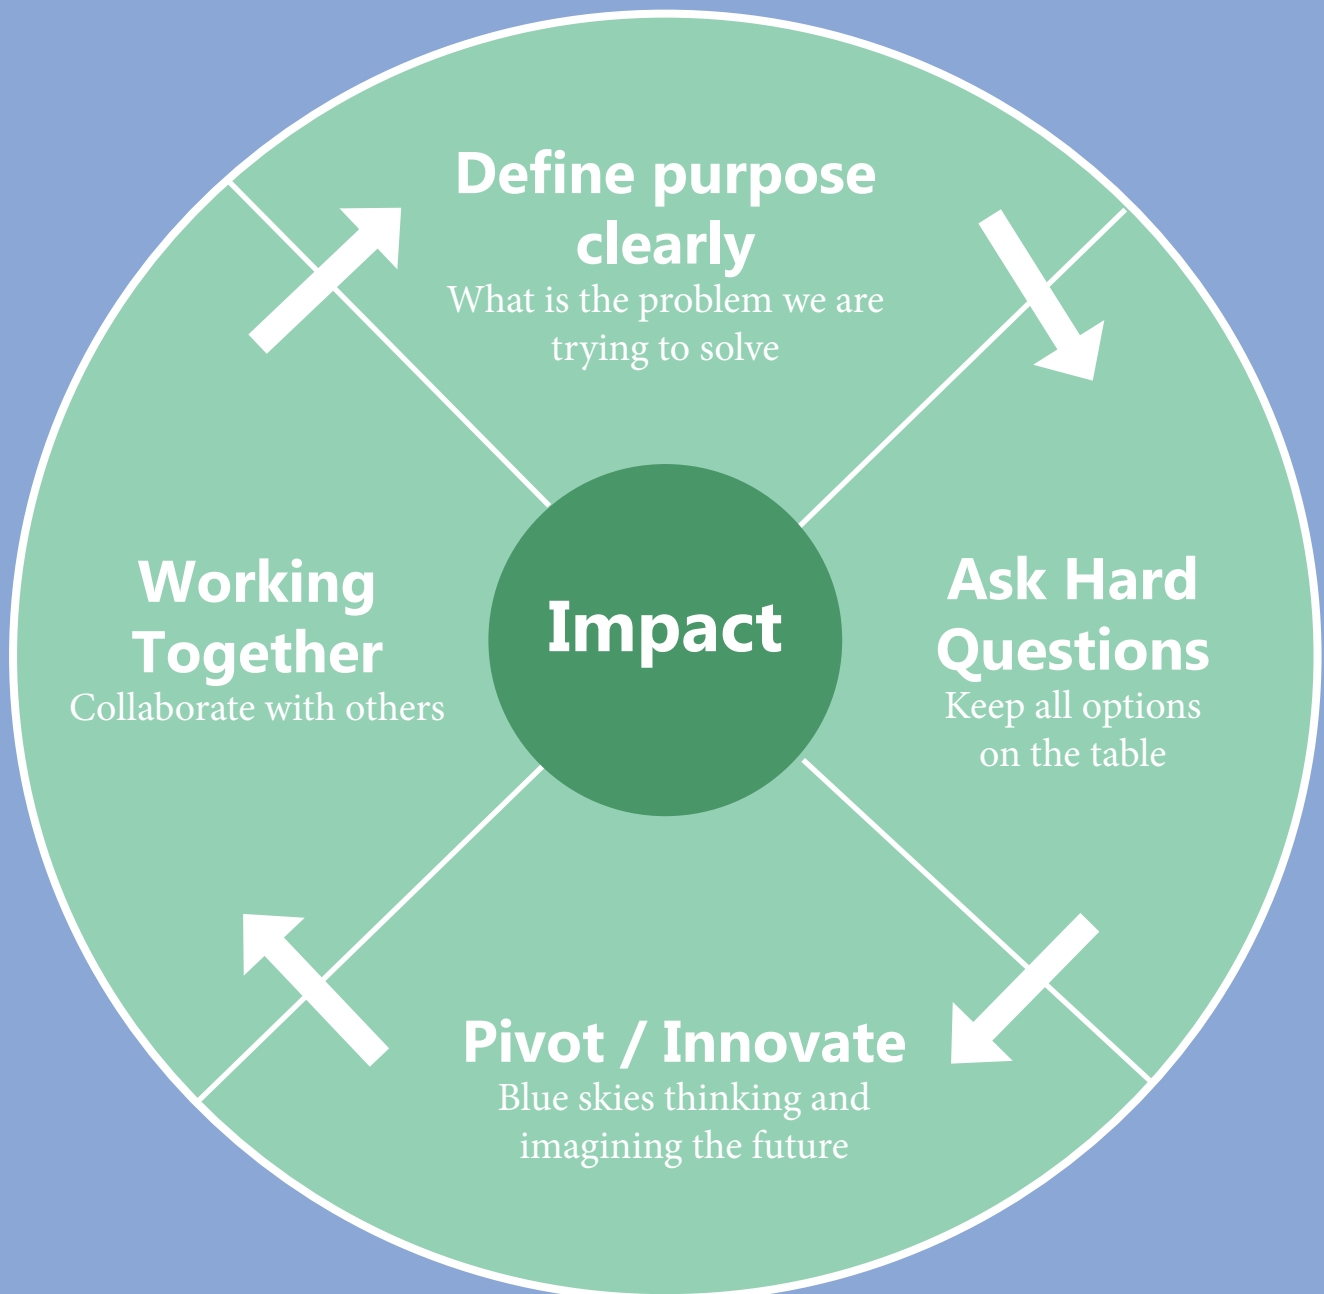 Define purpose
clearly
What is the problem we are
trying to solve
Ask Hard
Questions
Keep all options
on the table
Pivot / Innovate
Blue skies thinking and
imagining the future
Working
Together
Collaborate with others
Impact